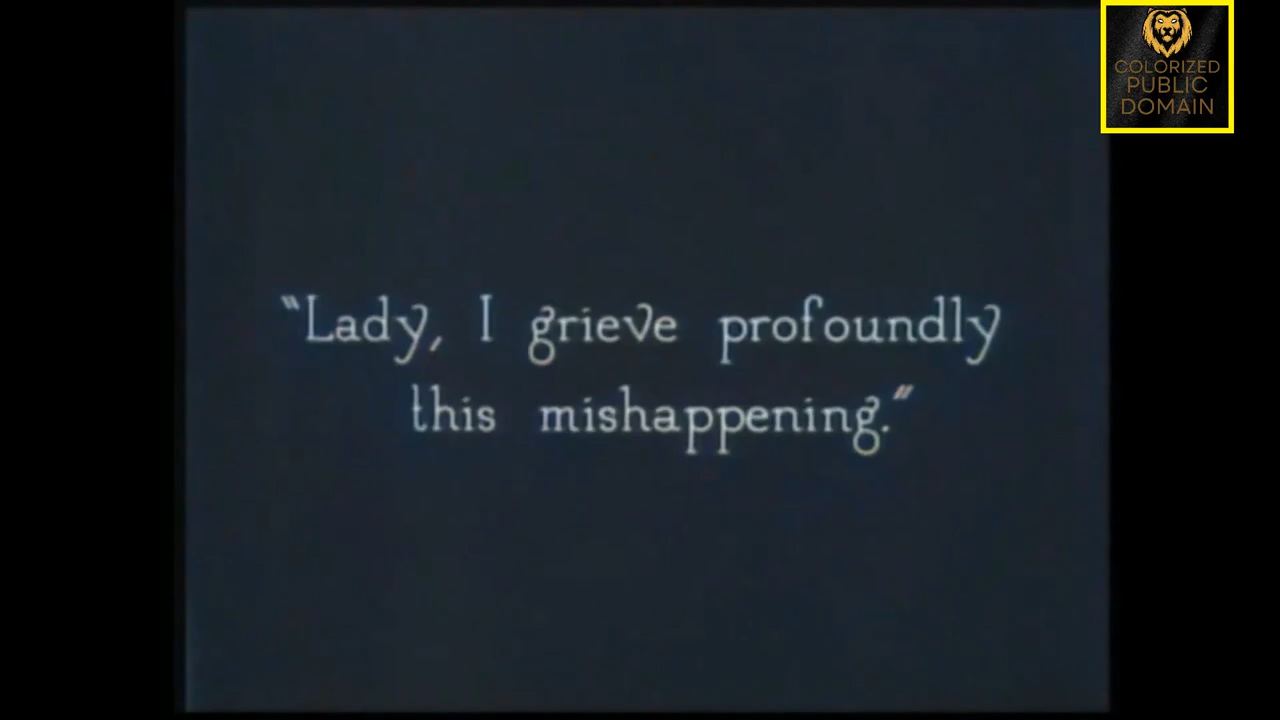 COLORIZED
PUBLIC
DOMAIN
"Lady, I grieve profoundly
this mishappening."